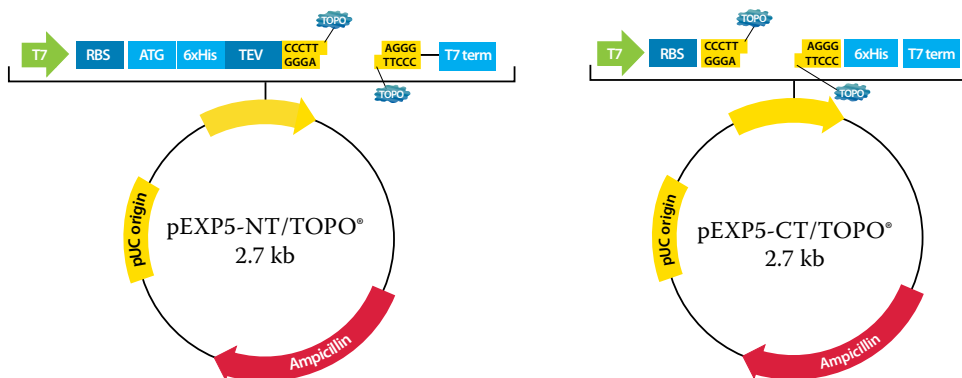 TOPO
T7 RBS ATG 6xHis TEV CCCTT AGGG T7 term
GGGA TTCCC
TOPO
pUC origin
pEXP5-NT/TOPO®
2.7 kb
Ampicillin
TOPO
T7 RBS CCCTT AGGG 6xHis T7 term
GGGA TTCCC
TOPO
pUC origin
pEXP5-CT/TOPO®
2.7 kb
Ampicillin